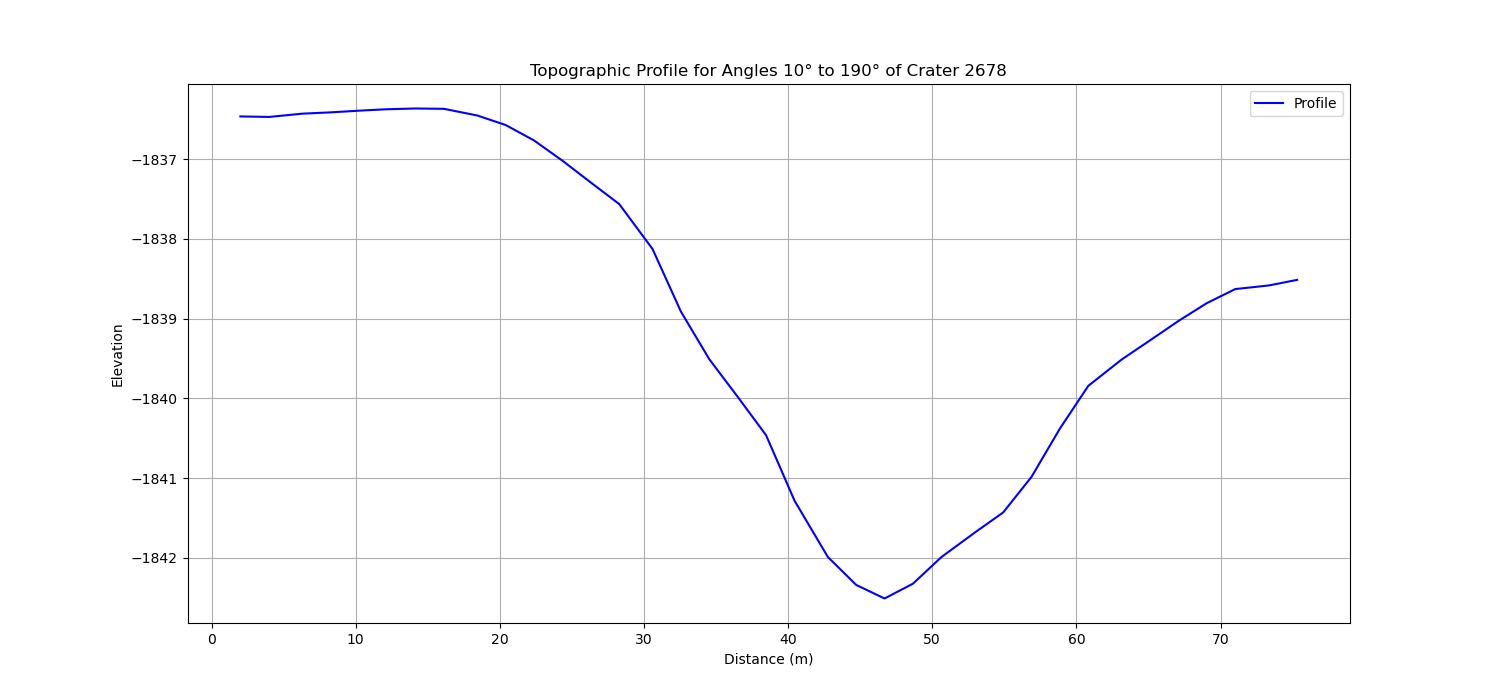 Topographic Profile for Angles 10° to 190° of Crater 2678
Profile
−1837
−1838
−1839
−1840
−1841
−1842
Elevation
0 10 20 30 40 50 60 70
Distance (m)